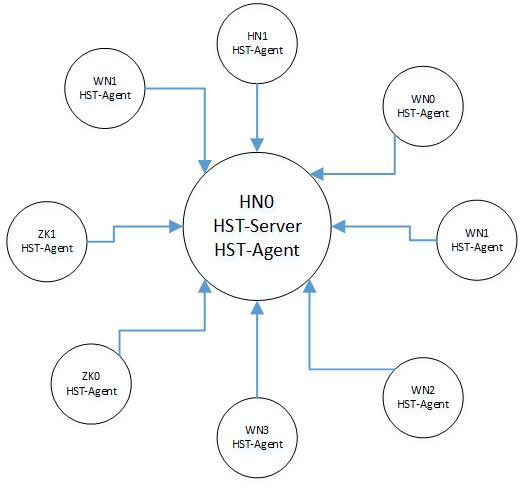 HN1
HST-Agent
WN1
HST-Agent
WN0
HST-Agent
HN0
HST-Server
HST-Agent
ZK1
HST-Agent
WN1
HST-Agent
ZK0
HST-Agent
WN2
HST-Agent
WN3
HST-Agent